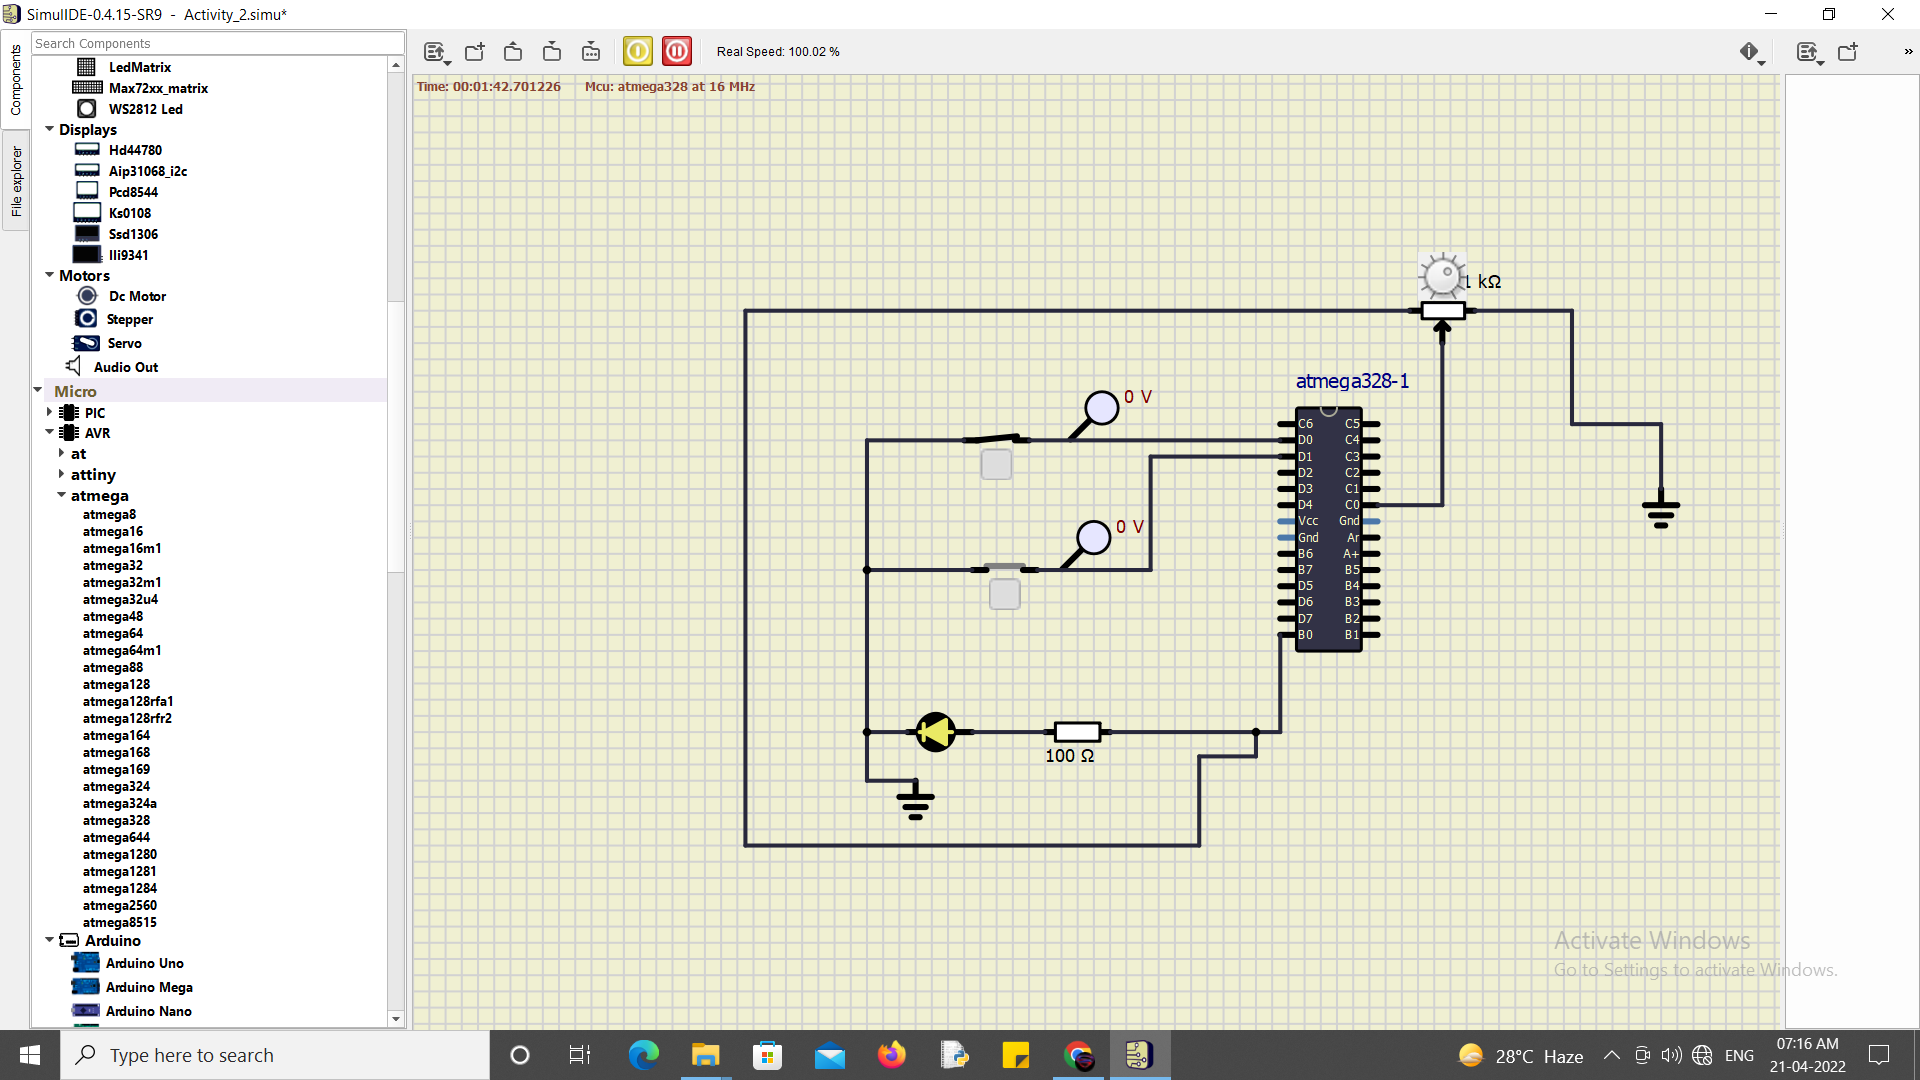 SimulIDE-0.4.15-SR9 - Activity_2.simu*
Components
File explorer
Search Components
LedMatrix
Max72xx_matrix
WS2812 Led
Displays
Hd44780
Aip31068_i2c
Pcd8544
Ks0108
Ssd1306
Ili9341
Motors
Dc Motor
Stepper
Servo
Audio Out
Micro
PIC
AVR
at
attiny
atmega
atmega8
atmega16
atmega16m1
atmega32
atmega32m1
atmega32u4
atmega48
atmega64
atmega64m1
atmega88
atmega128
atmega128rfa1
atmega128rfr2
atmega164
atmega168
atmega169
atmega324
atmega324a
atmega328
atmega644
atmega1280
atmega1281
atmega1284
atmega2560
atmega8515
Arduino
Arduino Uno
Arduino Mega
Arduino Nano
Real Speed: 100.02 %
»
Time: 00:01:42.701226 Mcu: atmega328 at 16 MHz
1 kΩ
atmega328-1
0 V
0 V
C6 C5
D0 C4
D1 C3
D2 C2
D3 C1
D4 C0
Vcc Gnd
Gnd Ar
B6 A+
B7 B5
D5 B4
D6 B3
D7 B2
B0 B1
100 Ω
Activate Windows
Go to Settings to activate Windows.
Type here to search
28°C Haze
ENG
07:16 AM
21-04-2022